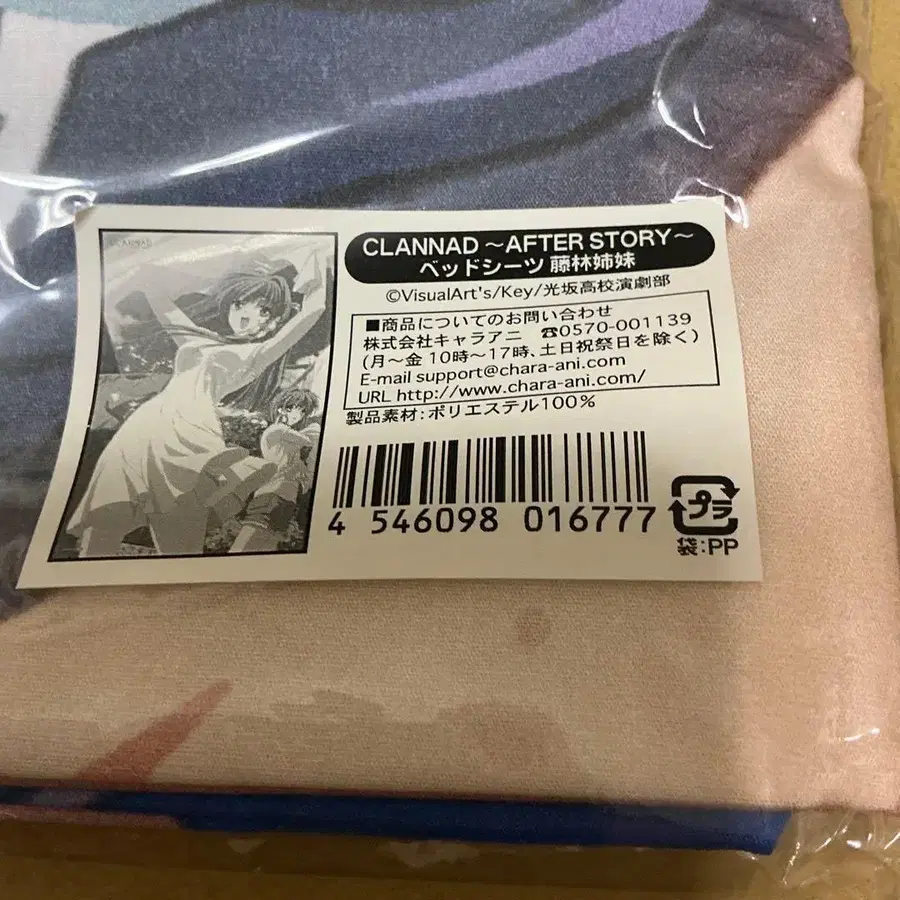 CLANNAD
CLANNAD ～AFTER STORY～
ベッドシーツ 藤林姉妹
©VisualArt's/Key/光坂高校演劇部
■商品についてのお問い合わせ
株式会社キャラアニ ☎0570-001139
(月～金 10時～17時、土日祝祭日を除く)
E-mail support@chara-ani.com
URL http://www.chara-ani.com/
製品素材：ポリエステル100%
4 546098 016777
プラ
袋：PP